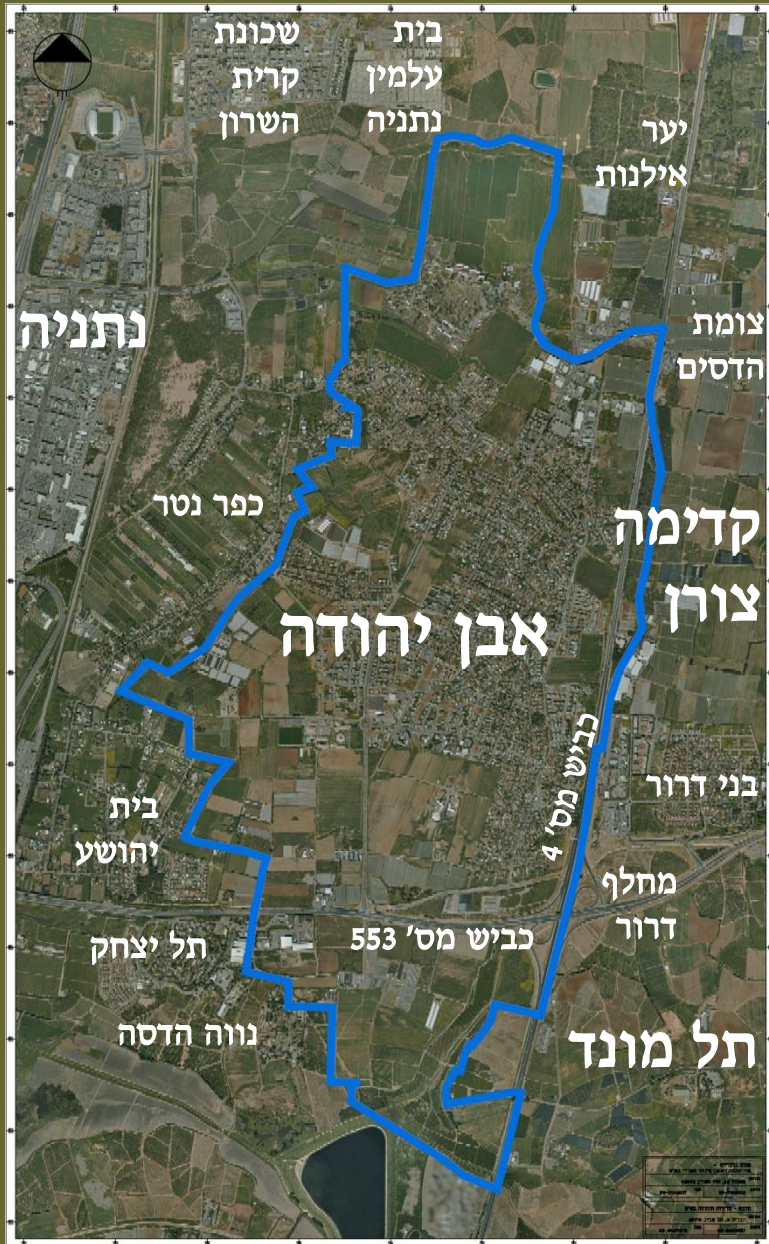 שכונת
קרית
השרון
בית
עלמין
נתניה
יער
אילנות
נתניה
צומת
הדסים
כפר נטר
קדימה
צורן
אבן יהודה
כביש מס' 4
בני דרור
בית
יהושע
מחלף
דרור
כביש מס' 553
תל יצחק
נווה הדסה
תל מונד